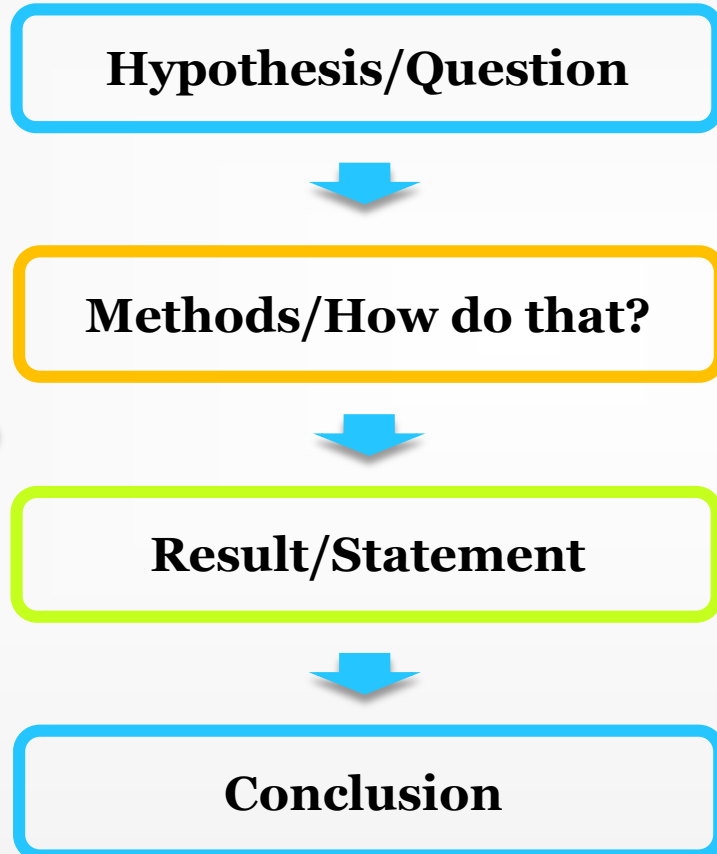 Hypothesis/Question
Methods/How do that?
Result/Statement
Conclusion